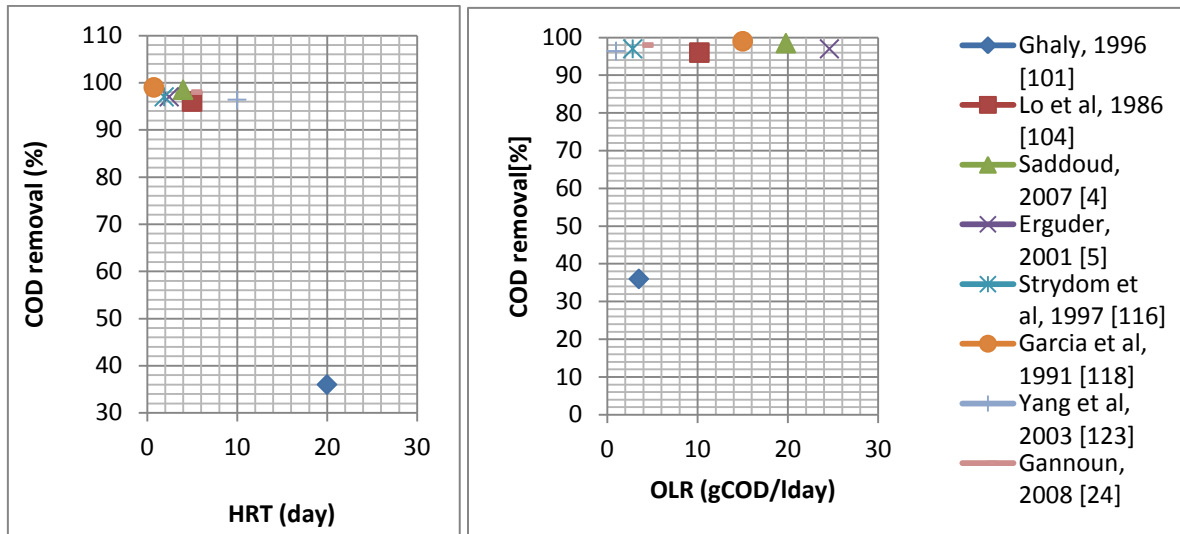 110
100
90
80
70
60
50
40
30
COD removal (%)
0 10 20 30
HRT (day)
100
90
80
70
60
50
40
30
20
10
0
COD removal[%]
0 10 20 30
OLR (gCOD/lday)
Ghaly, 1996
[101]
Lo et al, 1986
[104]
Saddoud,
2007 [4]
Erguder,
2001 [5]
Strydom et
al, 1997 [116]
Garcia et al,
1991 [118]
Yang et al,
2003 [123]
Gannoun,
2008 [24]